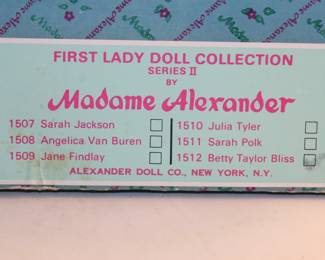 FIRST LADY DOLL COLLECTION
SERIES II
BY
Madame Alexander
1507 Sarah Jackson
1508 Angelica Van Buren
1509 Jane Findlay
1510 Julia Tyler
1511 Sarah Polk
1512 Betty Taylor Bliss
ALEXANDER DOLL CO., NEW YORK, N.Y.